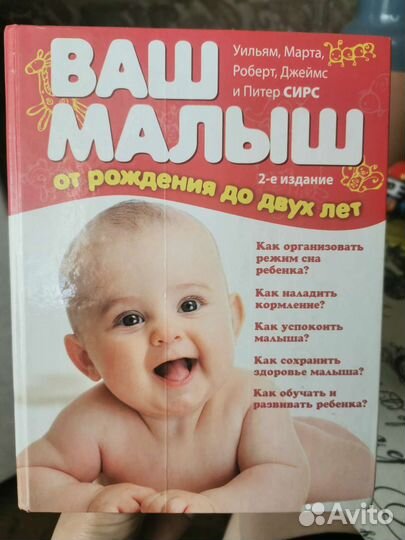 ВАШ
МАЛЫШ
Уильям, Марта,
Роберт, Джеймс
и Питер СИРС
2-е издание
от рождения до двух лет
Как организовать
режим сна
ребенка?
Как наладить
кормление?
Как успокоить
малыша?
Как сохранить
здоровье малыша?
Как обучать и
развивать ребенка?
Avito